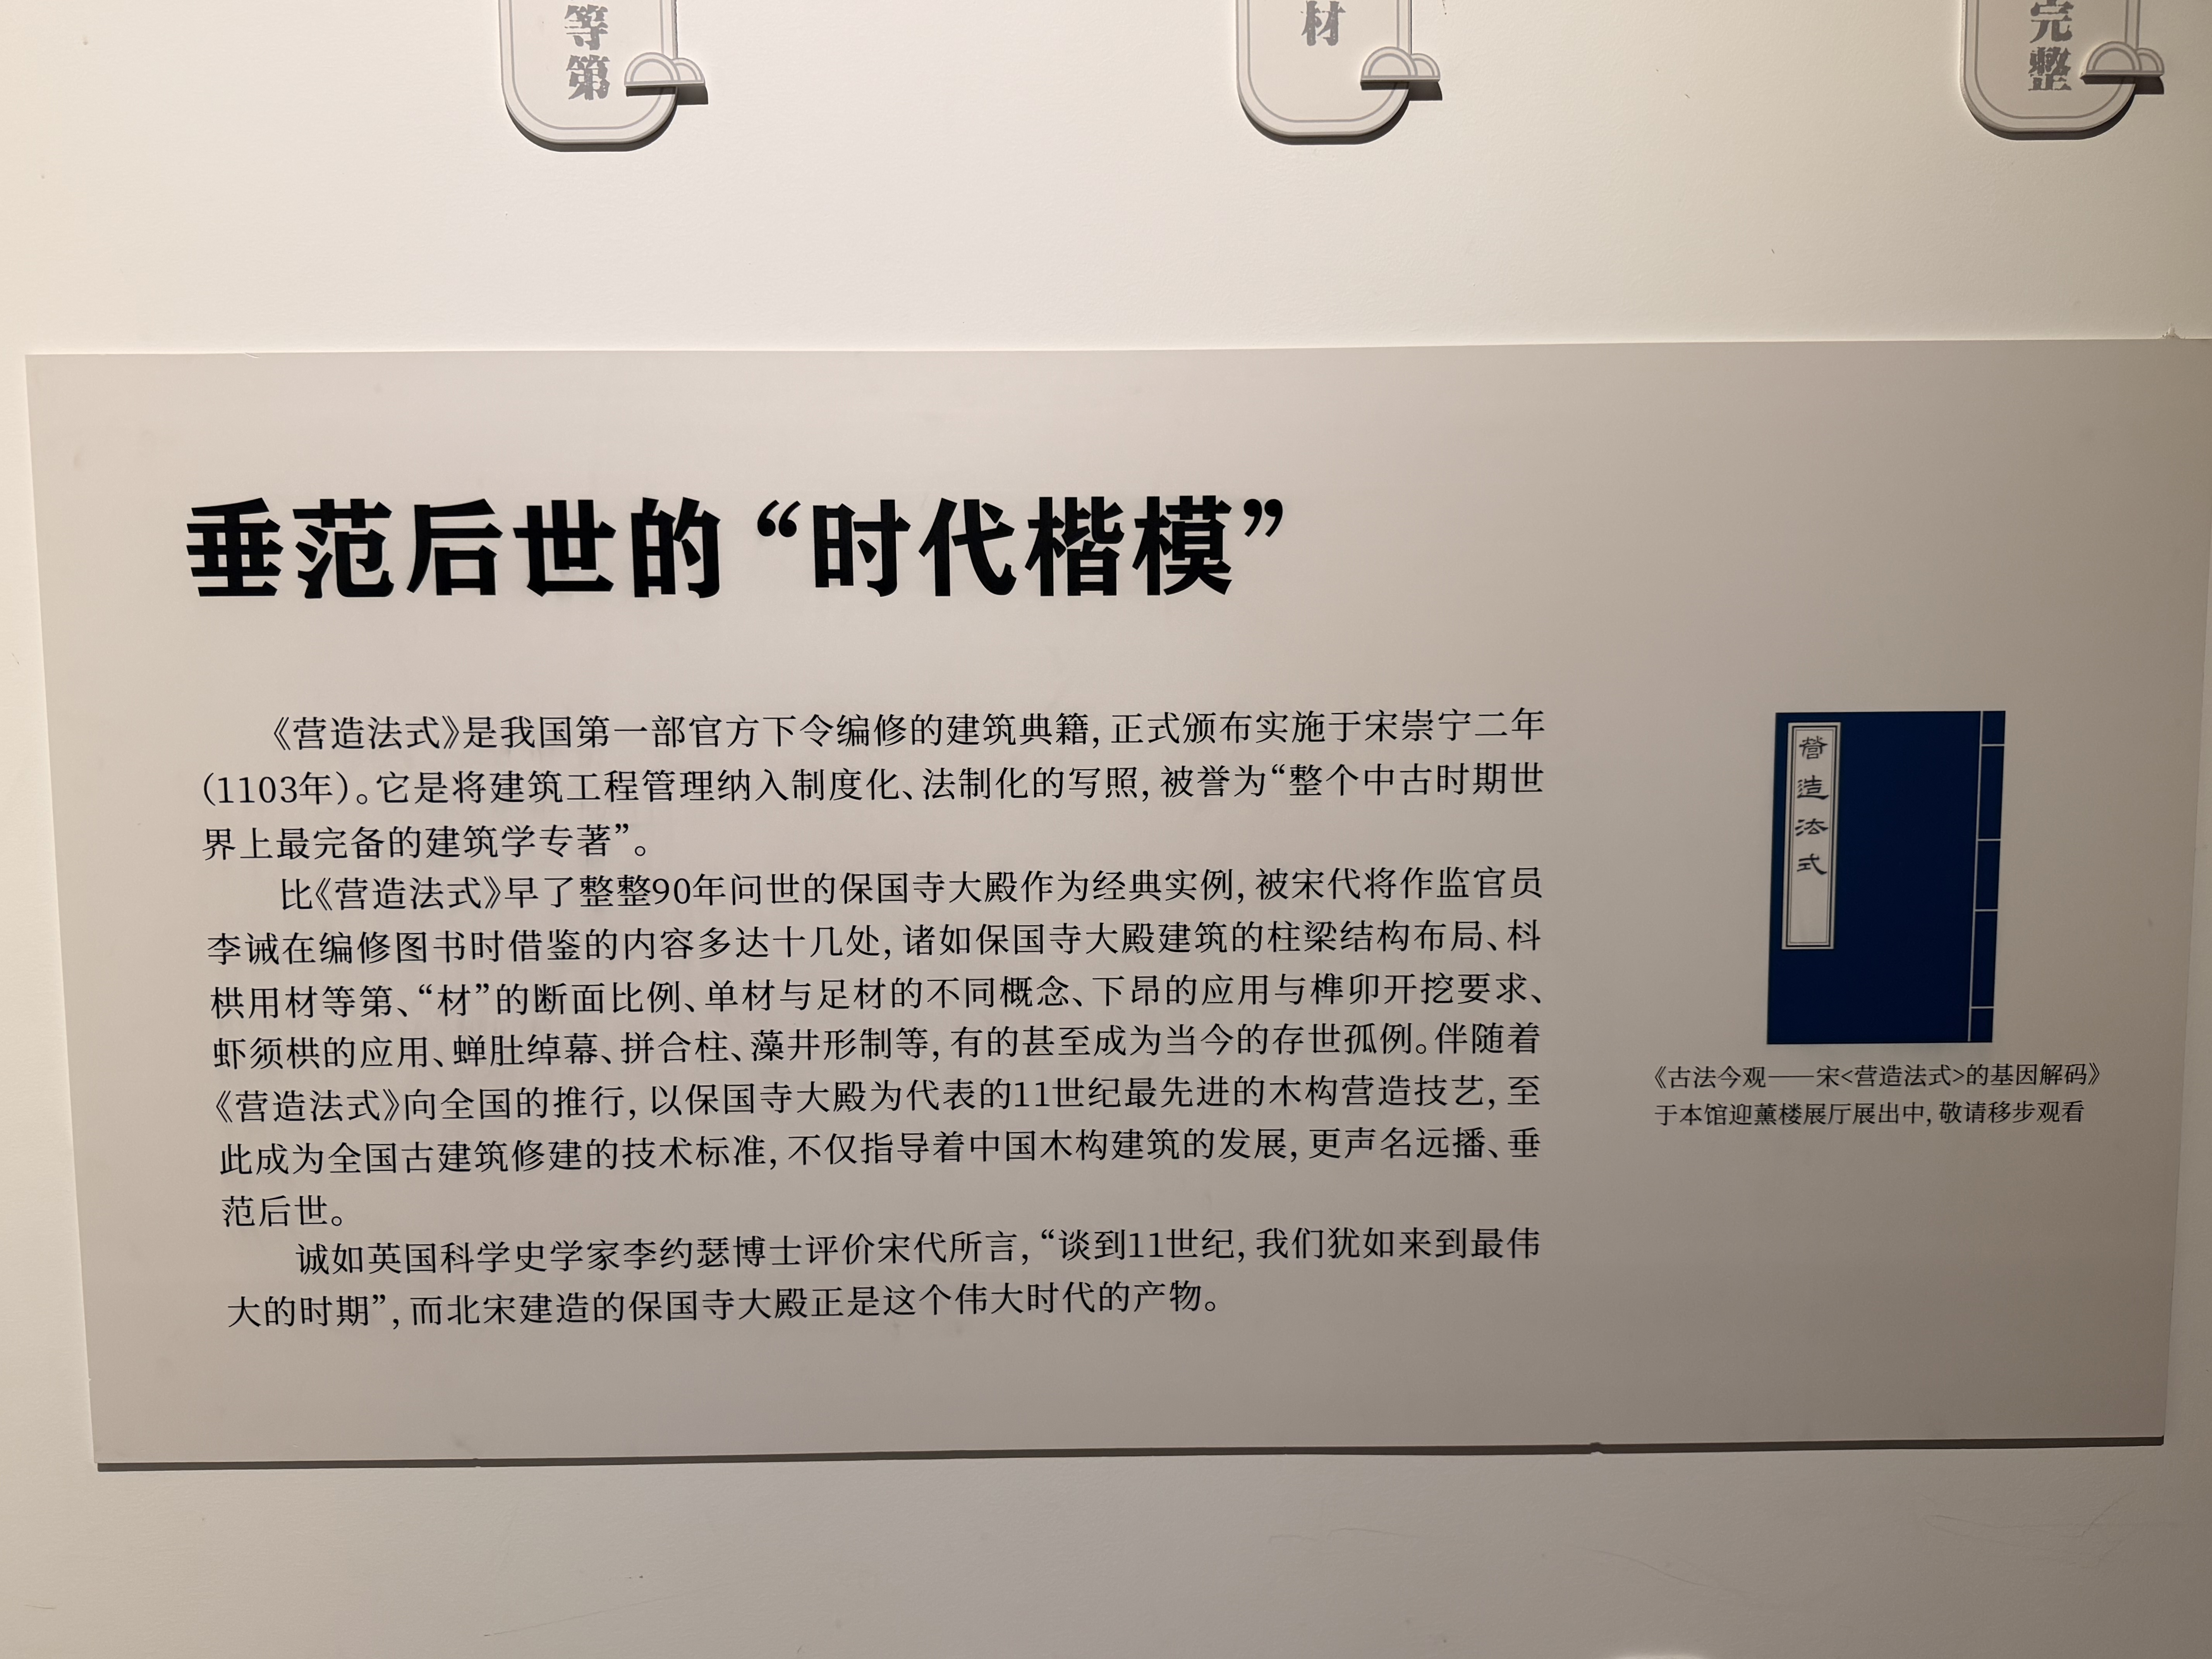 等第
材
完整
垂范后世的“时代楷模”
《营造法式》是我国第一部官方下令编修的建筑典籍，正式颁布实施于宋崇宁二年
（1103年）。它是将建筑工程管理纳入制度化、法制化的写照，被誉为“整个中古时期世
界上最完备的建筑学专著”。
比《营造法式》早了整整90年问世的保国寺大殿作为经典实例，被宋代将作监官员
李诫在编修图书时借鉴的内容多达十几处，诸如保国寺大殿建筑的柱梁结构布局、枓
栱用材等第、“材”的断面比例、单材与足材的不同概念、下昂的应用与榫卯开挖要求、
虾须栱的应用、蝉肚绰幕、拼合柱、藻井形制等，有的甚至成为当今的存世孤例。伴随着
《营造法式》向全国的推行，以保国寺大殿为代表的11世纪最先进的木构营造技艺，至
此成为全国古建筑修建的技术标准，不仅指导着中国木构建筑的发展，更声名远播、垂
范后世。
诚如英国科学史学家李约瑟博士评价宋代所言，“谈到11世纪，我们犹如来到最伟
大的时期”，而北宋建造的保国寺大殿正是这个伟大时代的产物。
營造法式
《古法今观——宋<营造法式>的基因解码》
于本馆迎薰楼展厅展出中，敬请移步观看